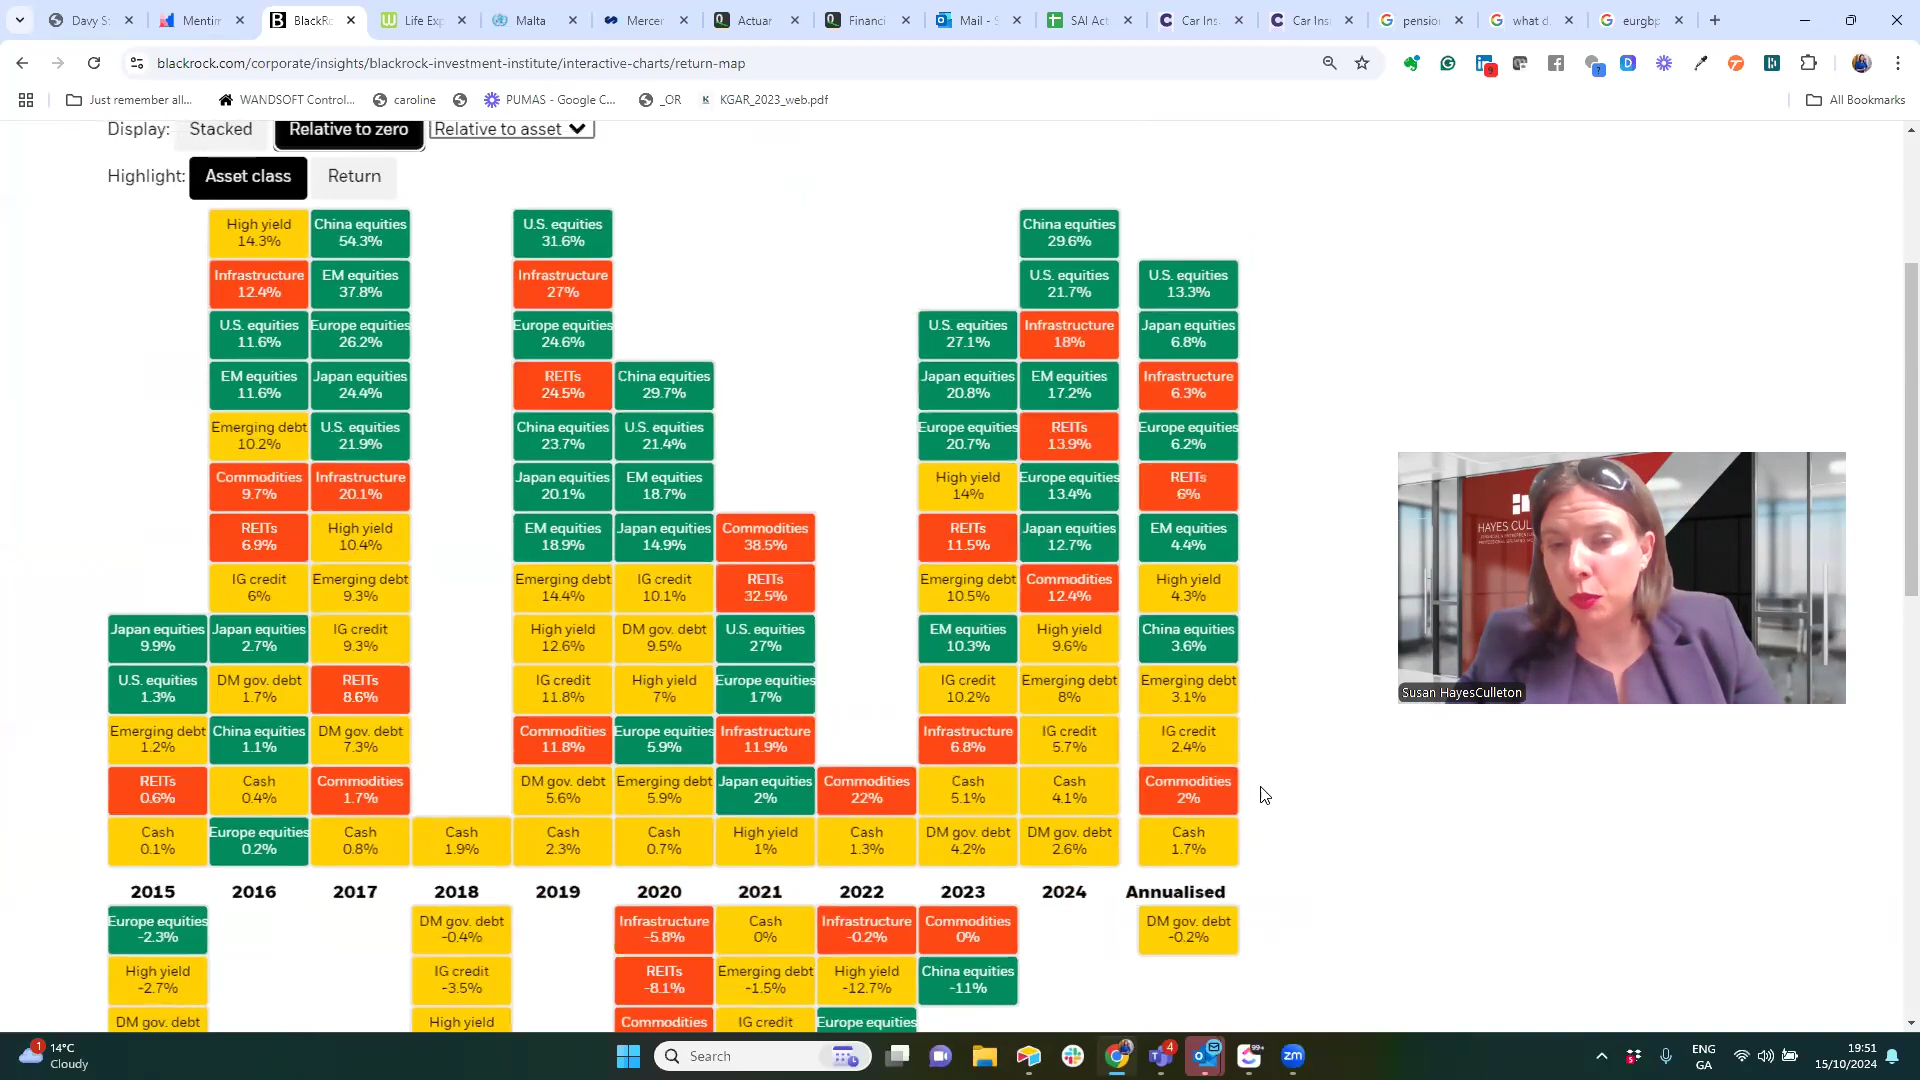 Davy S
Mentim
BlackRo
Life Exp
Malta
Mercer
Actuar
Financi
Mail - S
SAI Act
Car Ins
Car Ins
pensio
what d
eurgbp
blackrock.com/corporate/insights/blackrock-investment-institute/interactive-charts/return-map
9
?
Just remember all...
WANDSOFT Control...
caroline
PUMAS - Google C...
_OR
KGAR_2023_web.pdf
All Bookmarks
Display: Stacked Relative to zero Relative to asset
Highlight: Asset class Return
High yield
14.3%
Infrastructure
12.4%
U.S. equities
11.6%
EM equities
11.6%
Emerging debt
10.2%
Commodities
9.7%
REITs
6.9%
IG credit
6%
Japan equities
2.7%
DM gov. debt
1.7%
China equities
1.1%
Cash
0.4%
Europe equities
0.2%
China equities
54.3%
EM equities
37.8%
Europe equities
26.2%
Japan equities
24.4%
U.S. equities
21.9%
Infrastructure
20.1%
High yield
10.4%
Emerging debt
9.3%
IG credit
9.3%
REITs
8.6%
DM gov. debt
7.3%
Commodities
1.7%
Cash
0.8%
Japan equities
9.9%
U.S. equities
1.3%
Emerging debt
1.2%
REITs
0.6%
Cash
0.1%
Cash
1.9%
U.S. equities
31.6%
Infrastructure
27%
Europe equities
24.6%
REITs
24.5%
China equities
23.7%
Japan equities
20.1%
EM equities
18.9%
Emerging debt
14.4%
High yield
12.6%
IG credit
11.8%
Commodities
11.8%
DM gov. debt
5.6%
Cash
2.3%
China equities
29.7%
U.S. equities
21.4%
EM equities
18.7%
Japan equities
14.9%
IG credit
10.1%
DM gov. debt
9.5%
High yield
7%
Europe equities
5.9%
Emerging debt
5.9%
Cash
0.7%
Commodities
38.5%
REITs
32.5%
U.S. equities
27%
Europe equities
17%
Infrastructure
11.9%
Japan equities
2%
High yield
1%
Commodities
22%
Cash
1.3%
U.S. equities
27.1%
Japan equities
20.8%
Europe equities
20.7%
High yield
14%
REITs
11.5%
Emerging debt
10.5%
EM equities
10.3%
IG credit
10.2%
Infrastructure
6.8%
Cash
5.1%
DM gov. debt
4.2%
China equities
29.6%
U.S. equities
21.7%
Infrastructure
18%
EM equities
17.2%
REITs
13.9%
Europe equities
13.4%
Japan equities
12.7%
Commodities
12.4%
High yield
9.6%
Emerging debt
8%
IG credit
5.7%
Cash
4.1%
DM gov. debt
2.6%
U.S. equities
13.3%
Japan equities
6.8%
Infrastructure
6.3%
Europe equities
6.2%
REITs
6%
EM equities
4.4%
High yield
4.3%
China equities
3.6%
Emerging debt
3.1%
IG credit
2.4%
Commodities
2%
Cash
1.7%
2015 2016 2017 2018 2019 2020 2021 2022 2023 2024 Annualised
Europe equities
-2.3%
High yield
-2.7%
DM gov. debt
DM gov. debt
-0.4%
IG credit
-3.5%
High yield
Infrastructure
-5.8%
REITs
-8.1%
Commodities
Cash
0%
Emerging debt
-1.5%
IG credit
Infrastructure
-0.2%
High yield
-12.7%
Europe equities
Commodities
0%
China equities
-11%
DM gov. debt
-0.2%
HAYES CUL
Susan HayesCulleton
1
14°C
Cloudy
Search
4
99+
zm
ENG
GA
19:51
15/10/2024